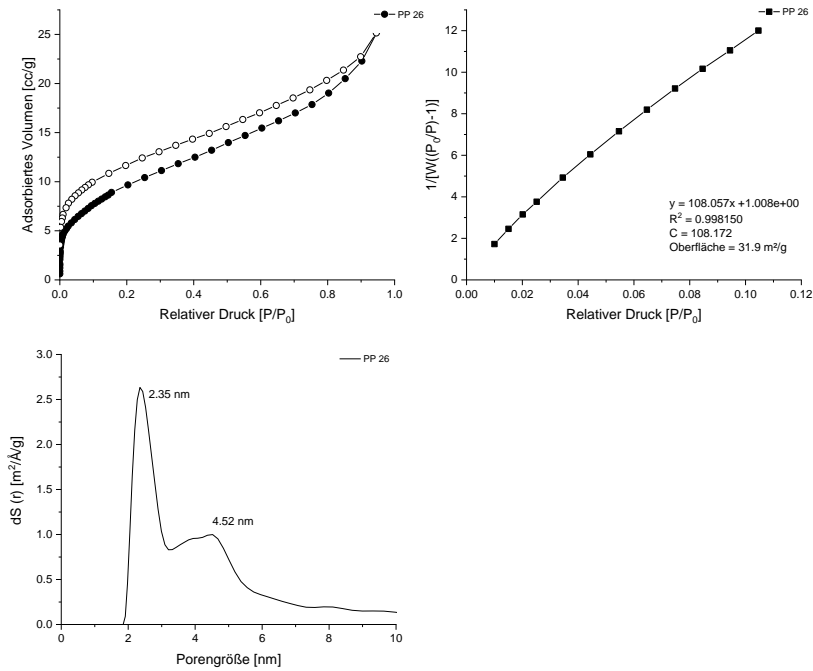 PP 26
Adsorbiertes Volumen [cc/g]
25
20
15
10
5
0
0.0 0.2 0.4 0.6 0.8 1.0
Relativer Druck [P/P₀]
PP 26
1/[W((P₀/P)-1)]
12
10
8
6
4
2
0
y = 108.057x +1.008e+00
R² = 0.998150
C = 108.172
Oberfläche = 31.9 m²/g
0.00 0.02 0.04 0.06 0.08 0.10 0.12
Relativer Druck [P/P₀]
PP 26
dS (r) [m²/Å/g]
3.0
2.5
2.0
1.5
1.0
0.5
0.0
2.35 nm
4.52 nm
0 2 4 6 8 10
Porengröße [nm]